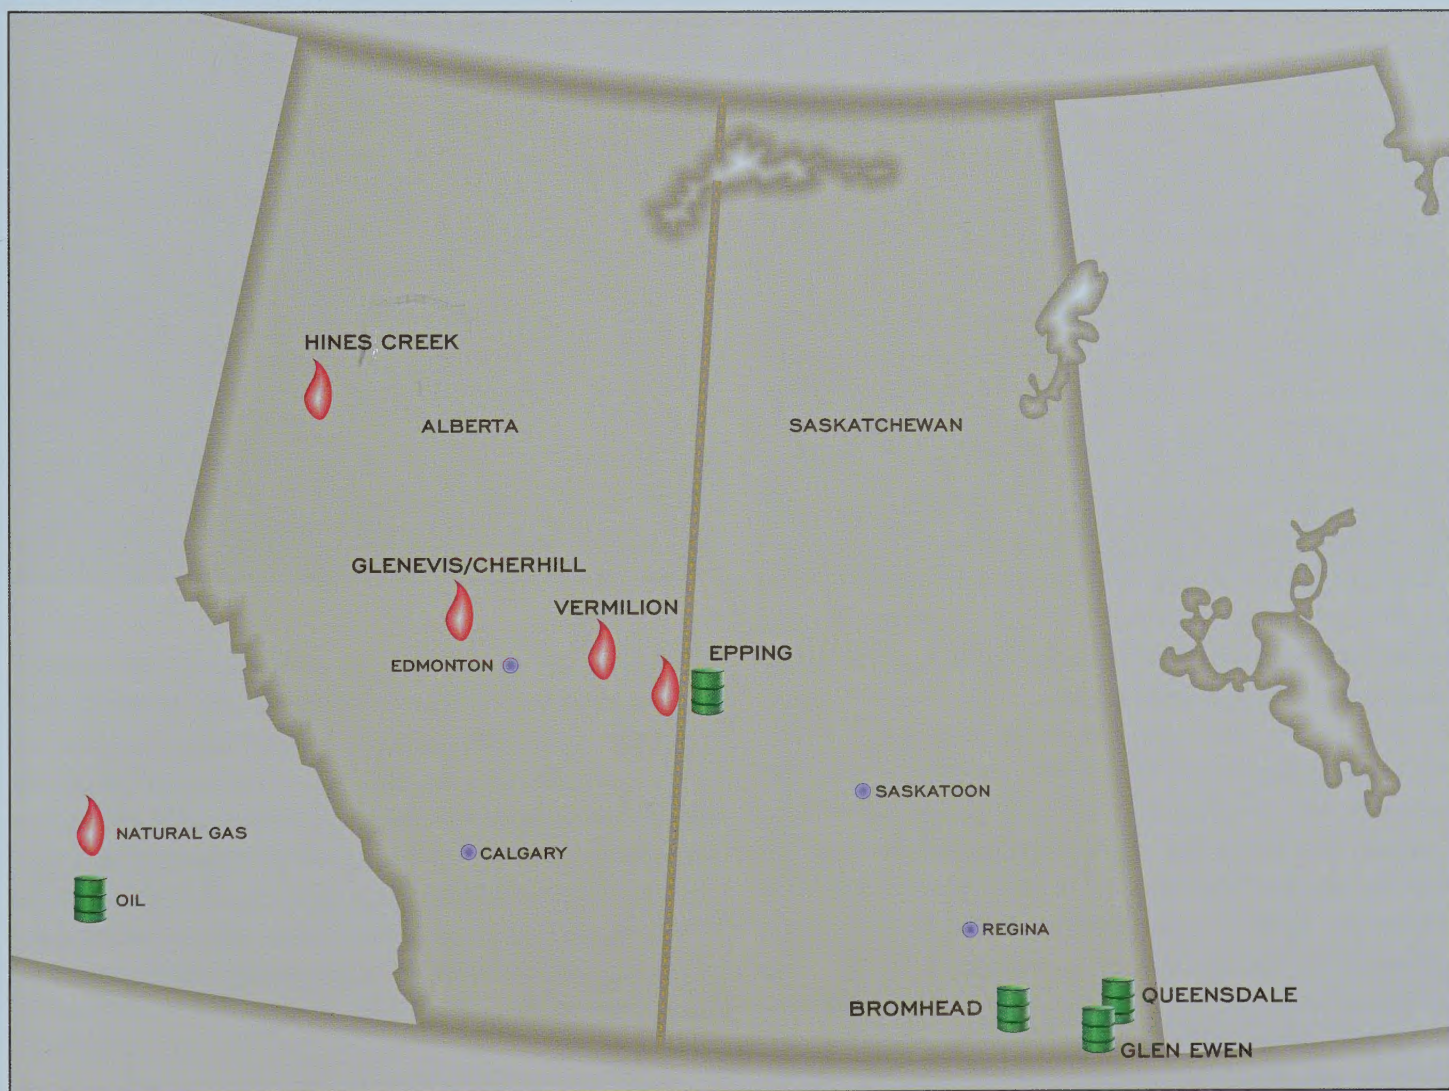 HINES CREEK
ALBERTA
SASKATCHEWAN
GLENEVIS/CHERHILL
VERMILION
EDMONTON
EPPING
SASKATOON
NATURAL GAS
CALGARY
OIL
REGINA
QUEENSDALE
BROMHEAD
GLEN EWEN